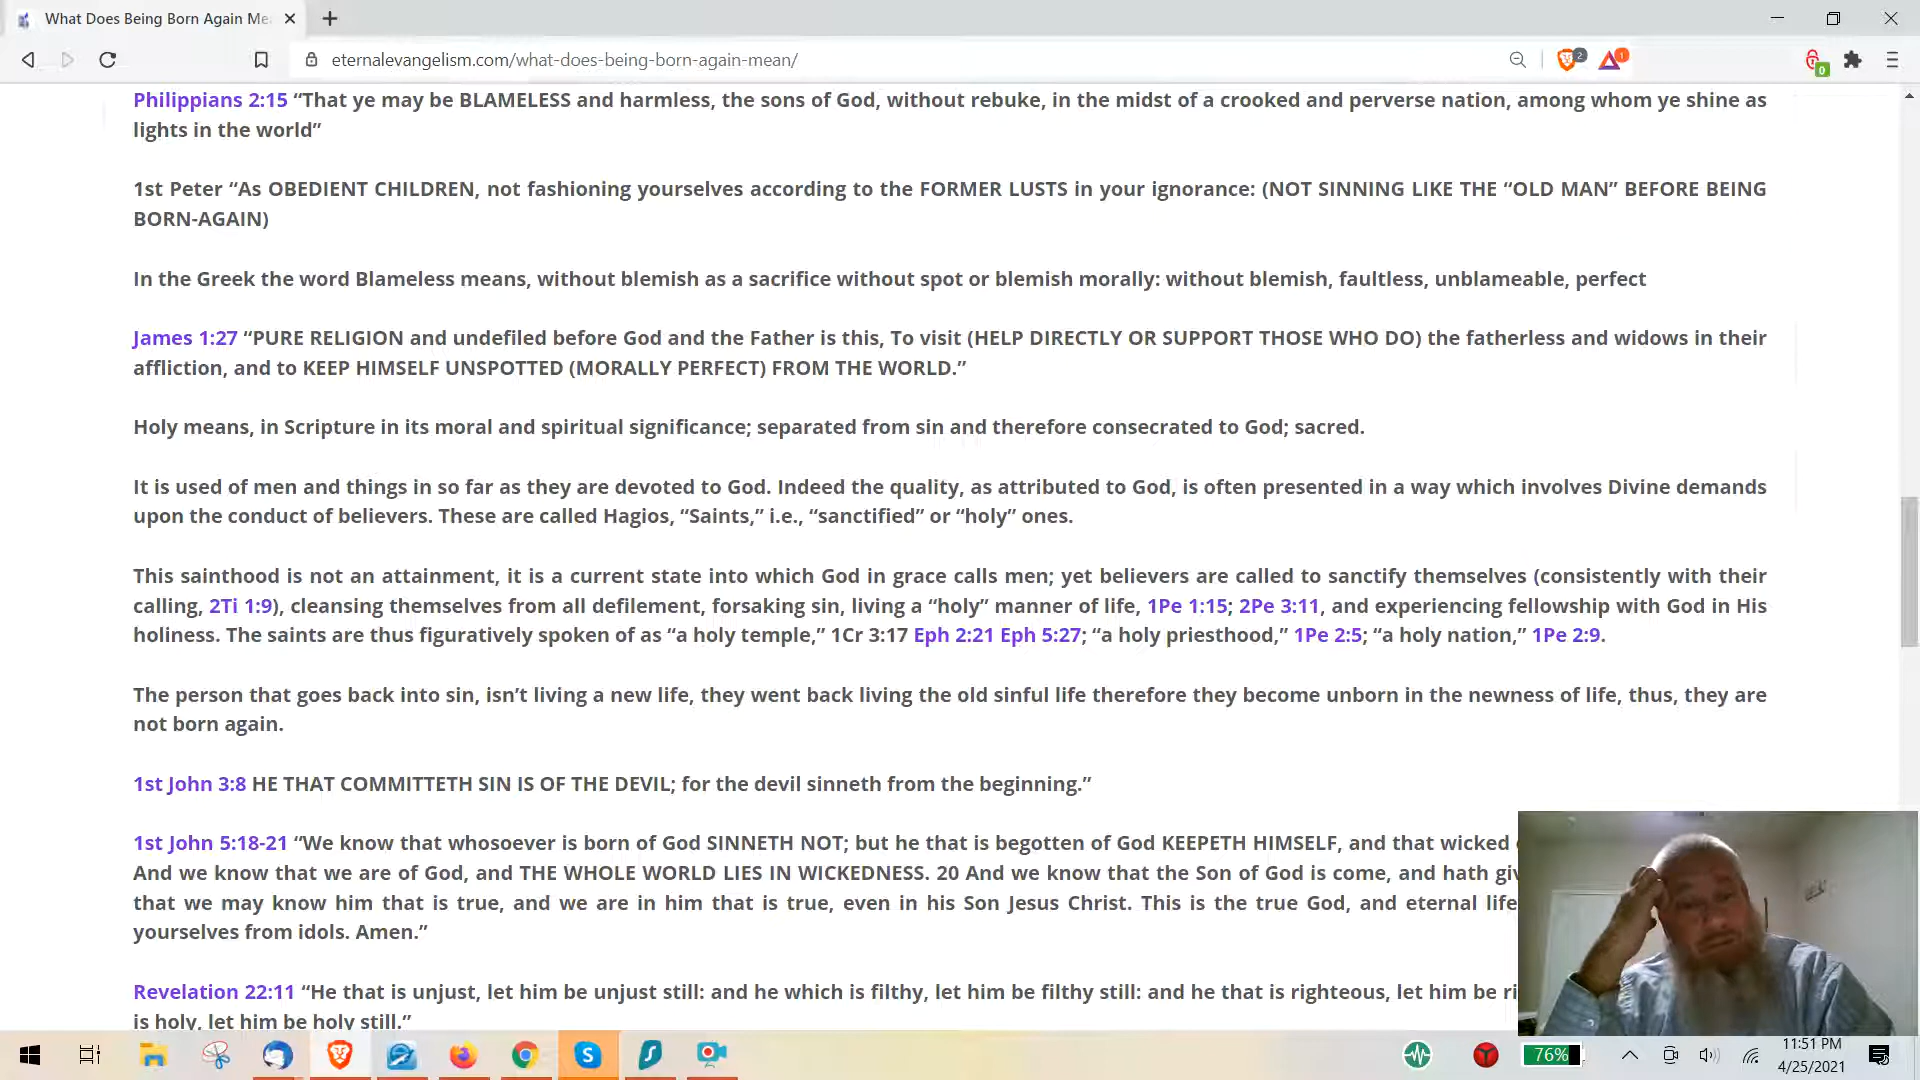 What Does Being Born Again Me
eternalevangelism.com/what-does-being-born-again-mean/
2
1
0
Philippians 2:15 “That ye may be BLAMELESS and harmless, the sons of God, without rebuke, in the midst of a crooked and perverse nation, among whom ye shine as
lights in the world”
1st Peter “As OBEDIENT CHILDREN, not fashioning yourselves according to the FORMER LUSTS in your ignorance: (NOT SINNING LIKE THE “OLD MAN” BEFORE BEING
BORN-AGAIN)
In the Greek the word Blameless means, without blemish as a sacrifice without spot or blemish morally: without blemish, faultless, unblameable, perfect
James 1:27 “PURE RELIGION and undefiled before God and the Father is this, To visit (HELP DIRECTLY OR SUPPORT THOSE WHO DO) the fatherless and widows in their
affliction, and to KEEP HIMSELF UNSPOTTED (MORALLY PERFECT) FROM THE WORLD.”
Holy means, in Scripture in its moral and spiritual significance; separated from sin and therefore consecrated to God; sacred.
It is used of men and things in so far as they are devoted to God. Indeed the quality, as attributed to God, is often presented in a way which involves Divine demands
upon the conduct of believers. These are called Hagios, “Saints,” i.e., “sanctified” or “holy” ones.
This sainthood is not an attainment, it is a current state into which God in grace calls men; yet believers are called to sanctify themselves (consistently with their
calling, 2Ti 1:9), cleansing themselves from all defilement, forsaking sin, living a “holy” manner of life, 1Pe 1:15; 2Pe 3:11, and experiencing fellowship with God in His
holiness. The saints are thus figuratively spoken of as “a holy temple,” 1Cr 3:17 Eph 2:21 Eph 5:27; “a holy priesthood,” 1Pe 2:5; “a holy nation,” 1Pe 2:9.
The person that goes back into sin, isn’t living a new life, they went back living the old sinful life therefore they become unborn in the newness of life, thus, they are
not born again.
1st John 3:8 HE THAT COMMITTETH SIN IS OF THE DEVIL; for the devil sinneth from the beginning.”
1st John 5:18-21 “We know that whosoever is born of God SINNETH NOT; but he that is begotten of God KEEPETH HIMSELF, and that wicked
And we know that we are of God, and THE WHOLE WORLD LIES IN WICKEDNESS. 20 And we know that the Son of God is come, and hath
that we may know him that is true, and we are in him that is true, even in his Son Jesus Christ. This is the true God, and eternal life
yourselves from idols. Amen.”
Revelation 22:11 “He that is unjust, let him be unjust still: and he which is filthy, let him be filthy still: and he that is righteous, let him be
is holy, let him be holy still.”
76%
11:51 PM
4/25/2021